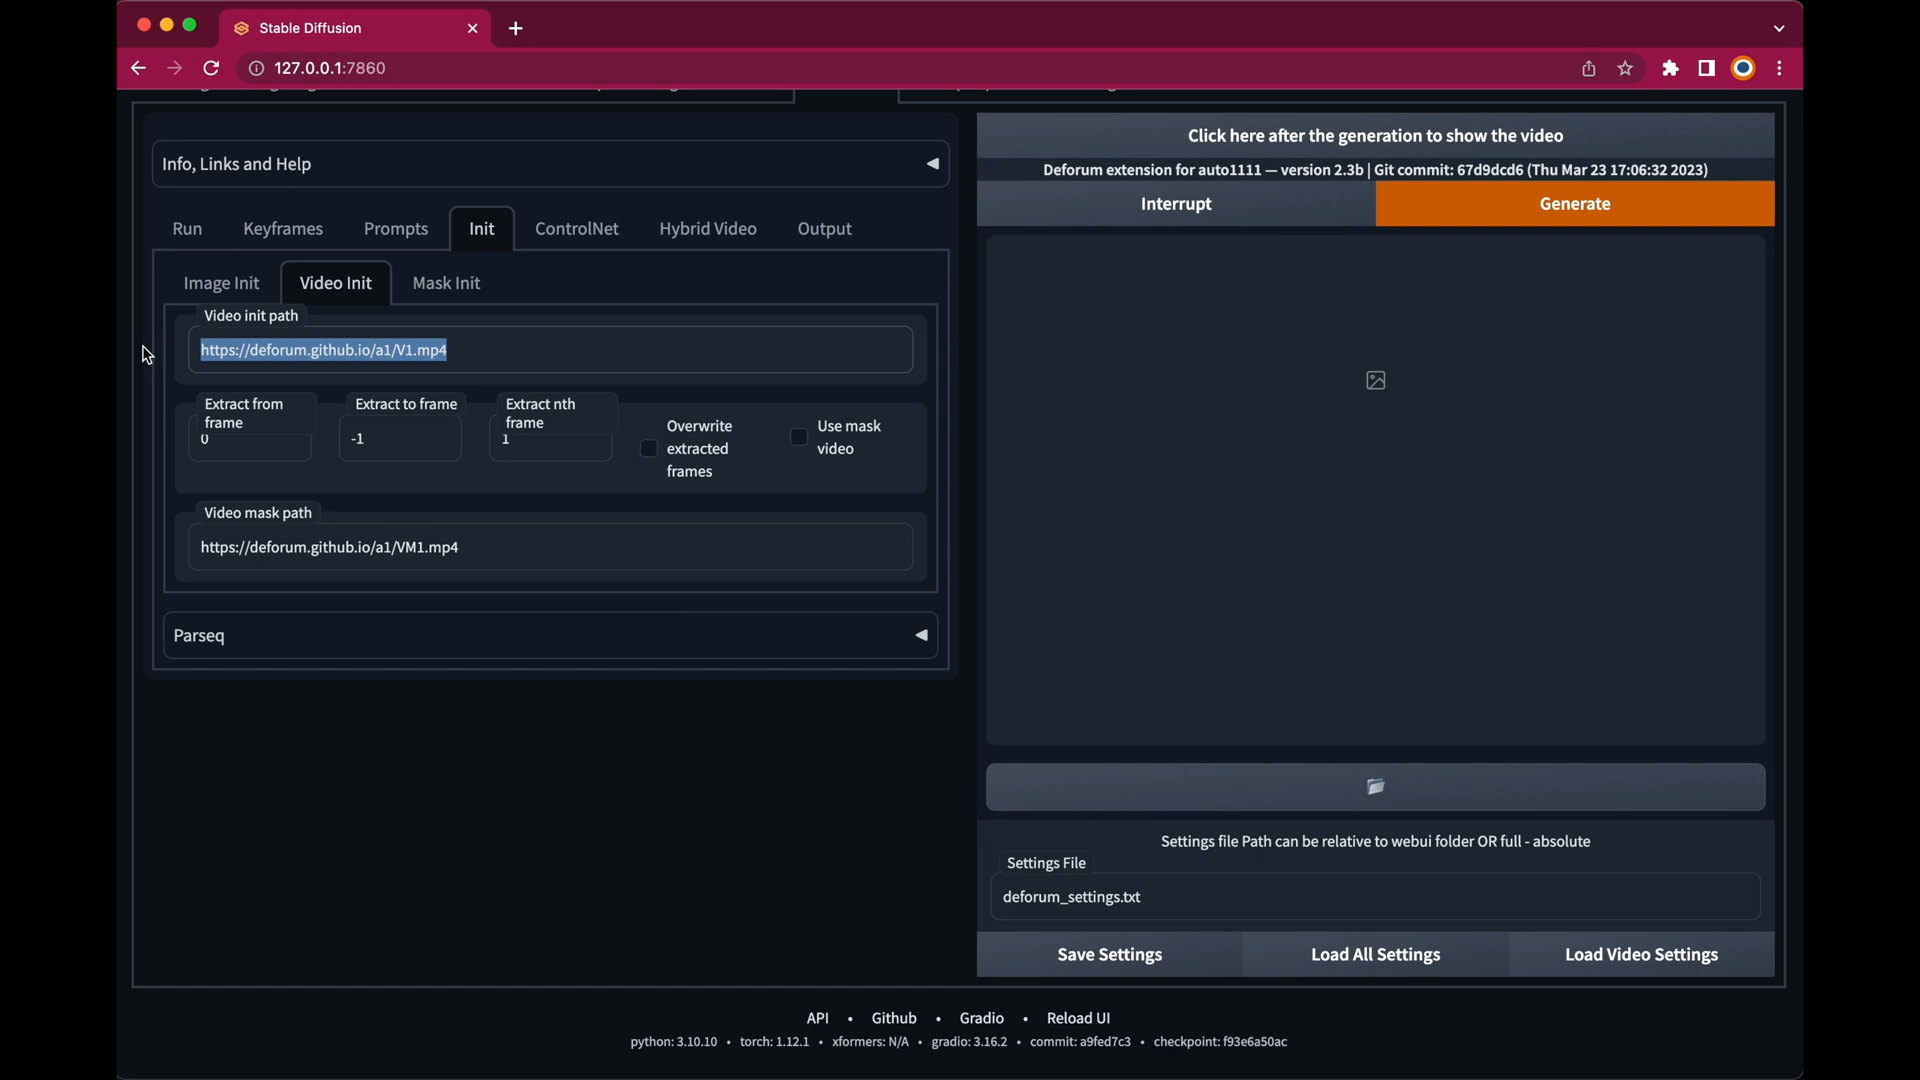 Stable Diffusion
127.0.0.1:7860
Info, Links and Help
Run
Keyframes
Prompts
Init
ControlNet
Hybrid Video
Output
Image Init
Video Init
Mask Init
Video init path
https://deforum.github.io/a1/V1.mp4
Extract from
frame
0
Extract to frame
-1
Extract nth
frame
1
Overwrite
extracted
frames
Use mask
video
Video mask path
https://deforum.github.io/a1/VM1.mp4
Parseq
Click here after the generation to show the video
Deforum extension for auto1111 — version 2.3b | Git commit: 67d9dcd6 (Thu Mar 23 17:06:32 2023)
Interrupt
Generate
Settings file Path can be relative to webui folder OR full - absolute
Settings File
deforum_settings.txt
Save Settings
Load All Settings
Load Video Settings
API • Github • Gradio • Reload UI
python: 3.10.10 • torch: 1.12.1 • xformers: N/A • gradio: 3.16.2 • commit: a9fed7c3 • checkpoint: f93e6a50ac